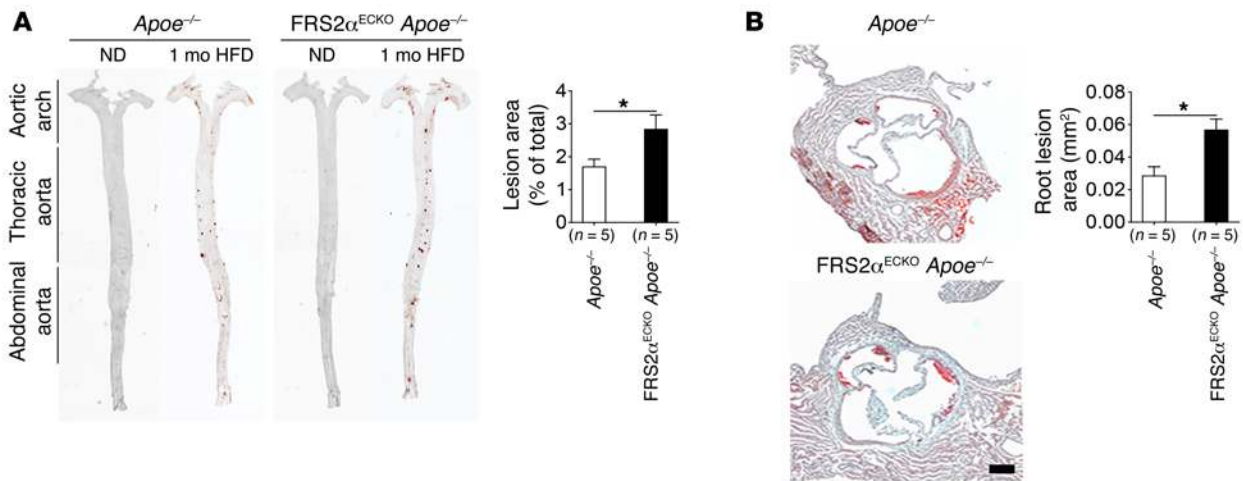 A
Apoe–/–
FRS2αECKO Apoe–/–
ND
1 mo HFD
ND
1 mo HFD
Aortic arch
Thoracic aorta
Abdominal aorta
Lesion area
(% of total)
4
3
2
1
0
*
(n = 5)
(n = 5)
Apoe–/–
FRS2αECKO Apoe–/–
B
Apoe–/–
FRS2αECKO Apoe–/–
Root lesion
area (mm2)
0.08
0.06
0.04
0.02
0.00
*
(n = 5)
(n = 5)
Apoe–/–
FRS2αECKO Apoe–/–